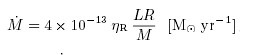 Ṁ = 4 × 10⁻¹³ η_R LR/M [M_⊙ yr⁻¹]